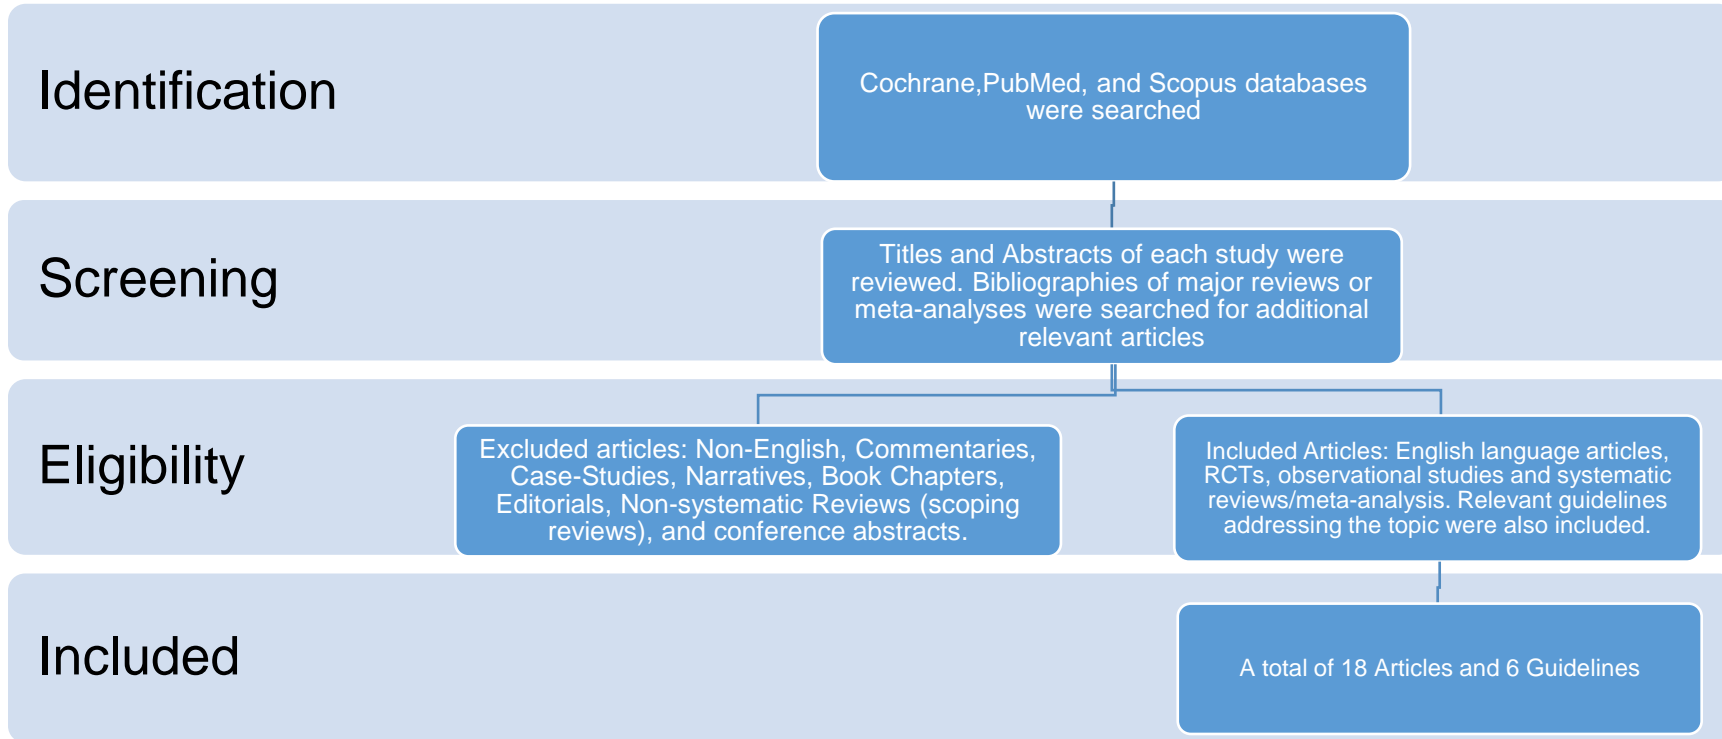 Identification
Cochrane,PubMed, and Scopus databases
were searched
Screening
Titles and Abstracts of each study were
reviewed. Bibliographies of major reviews or
meta-analyses were searched for additional
relevant articles
Eligibility
Excluded articles: Non-English, Commentaries,
Case-Studies, Narratives, Book Chapters,
Editorials, Non-systematic Reviews (scoping
reviews), and conference abstracts.
Included Articles: English language articles,
RCTs, observational studies and systematic
reviews/meta-analysis. Relevant guidelines
addressing the topic were also included.
Included
A total of 18 Articles and 6 Guidelines